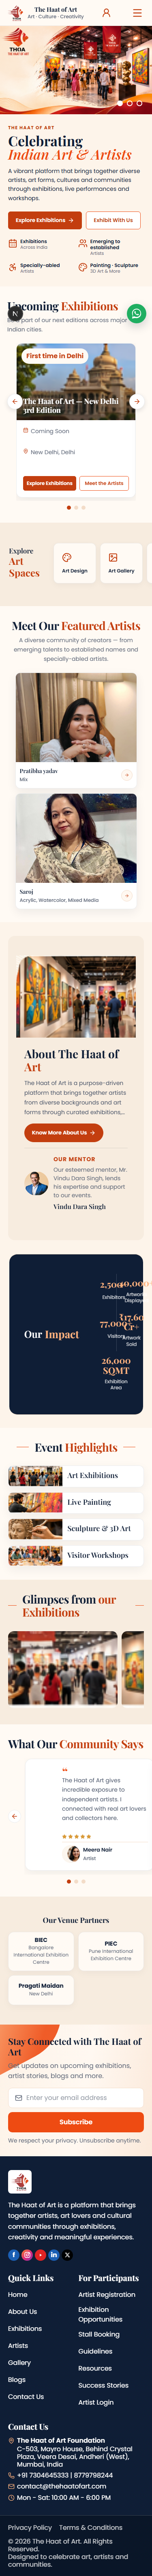 The Haat of Art
Art · Culture · Creativity
THE HAAT OF ART
Celebrating
Indian Art & Artists
A vibrant platform that brings together diverse
art forms, cultures and communities
through exhibitions, live performances and
workshops.
Explore Exhibitions →
Exhibit With Us
Exhibitions
Across India
Emerging to
established
Artists
Specially-abled
Artists
Painting · Sculpture
3D Art & More
Upcoming Exhibitions
part of our next editions across major
Indian cities.
N
First time in Delhi
The Haat of Art — New Delhi
3rd Edition
Coming Soon
New Delhi, Delhi
Explore Exhibitions
Meet the Artists
Explore
Art
Spaces
Art Design
Art Gallery
Meet Our Featured Artists
A diverse community of creators — from
emerging talents to established names and
specially-abled artists.
Pratibha yadav
Mix
Saroj
Acrylic, Watercolor, Mixed Media
About The Haat of
Art
The Haat of Art is a purpose-driven
platform that brings together artists
from diverse backgrounds and art
forms through curated exhibitions,...
Know More About Us →
OUR MENTOR
Our esteemed mentor, Mr.
Vindu Dara Singh, lends
his expertise and support
to our events.
Vindu Dara Singh
Our Impact
Exhibitors
Visitors
26,000
SQMT
Exhibition
Area
Event Highlights
Art Exhibitions
Live Painting
Sculpture & 3D Art
Visitor Workshops
Glimpses from our
Exhibitions
What Our Community Says
The Haat of Art gives
incredible exposure to
independent artists. I
connected with real art lovers
and collectors here.
★★★★★
Meera Nair
Artist
Our Venue Partners
BIEC
Bangalore
International Exhibition
Centre
PIEC
Pune International
Exhibition Centre
Pragati Maidan
New Delhi
Stay Connected with The Haat of
Art
Get updates on upcoming exhibitions,
artist stories, blogs and more.
Enter your email address
Subscribe
We respect your privacy. Unsubscribe anytime.
The Haat of Art is a platform that brings
together artists, art lovers and cultural
communities through exhibitions,
creativity and meaningful experiences.
Quick Links
Home
About Us
Exhibitions
Artists
Gallery
Blogs
Contact Us
For Participants
Artist Registration
Exhibition
Opportunities
Stall Booking
Guidelines
Resources
Success Stories
Artist Login
Contact Us
The Haat of Art Foundation
C-503, Mayro House, Behind Crystal
Plaza, Veera Desai, Andheri (West),
Mumbai, India
+91 7304645633 | 8779798244
contact@thehaatofart.com
Mon - Sat: 10:00 AM - 6:00 PM
Privacy Policy
Terms & Conditions
© 2026 The Haat of Art. All Rights
Reserved.
Designed to celebrate art, artists and
communities.